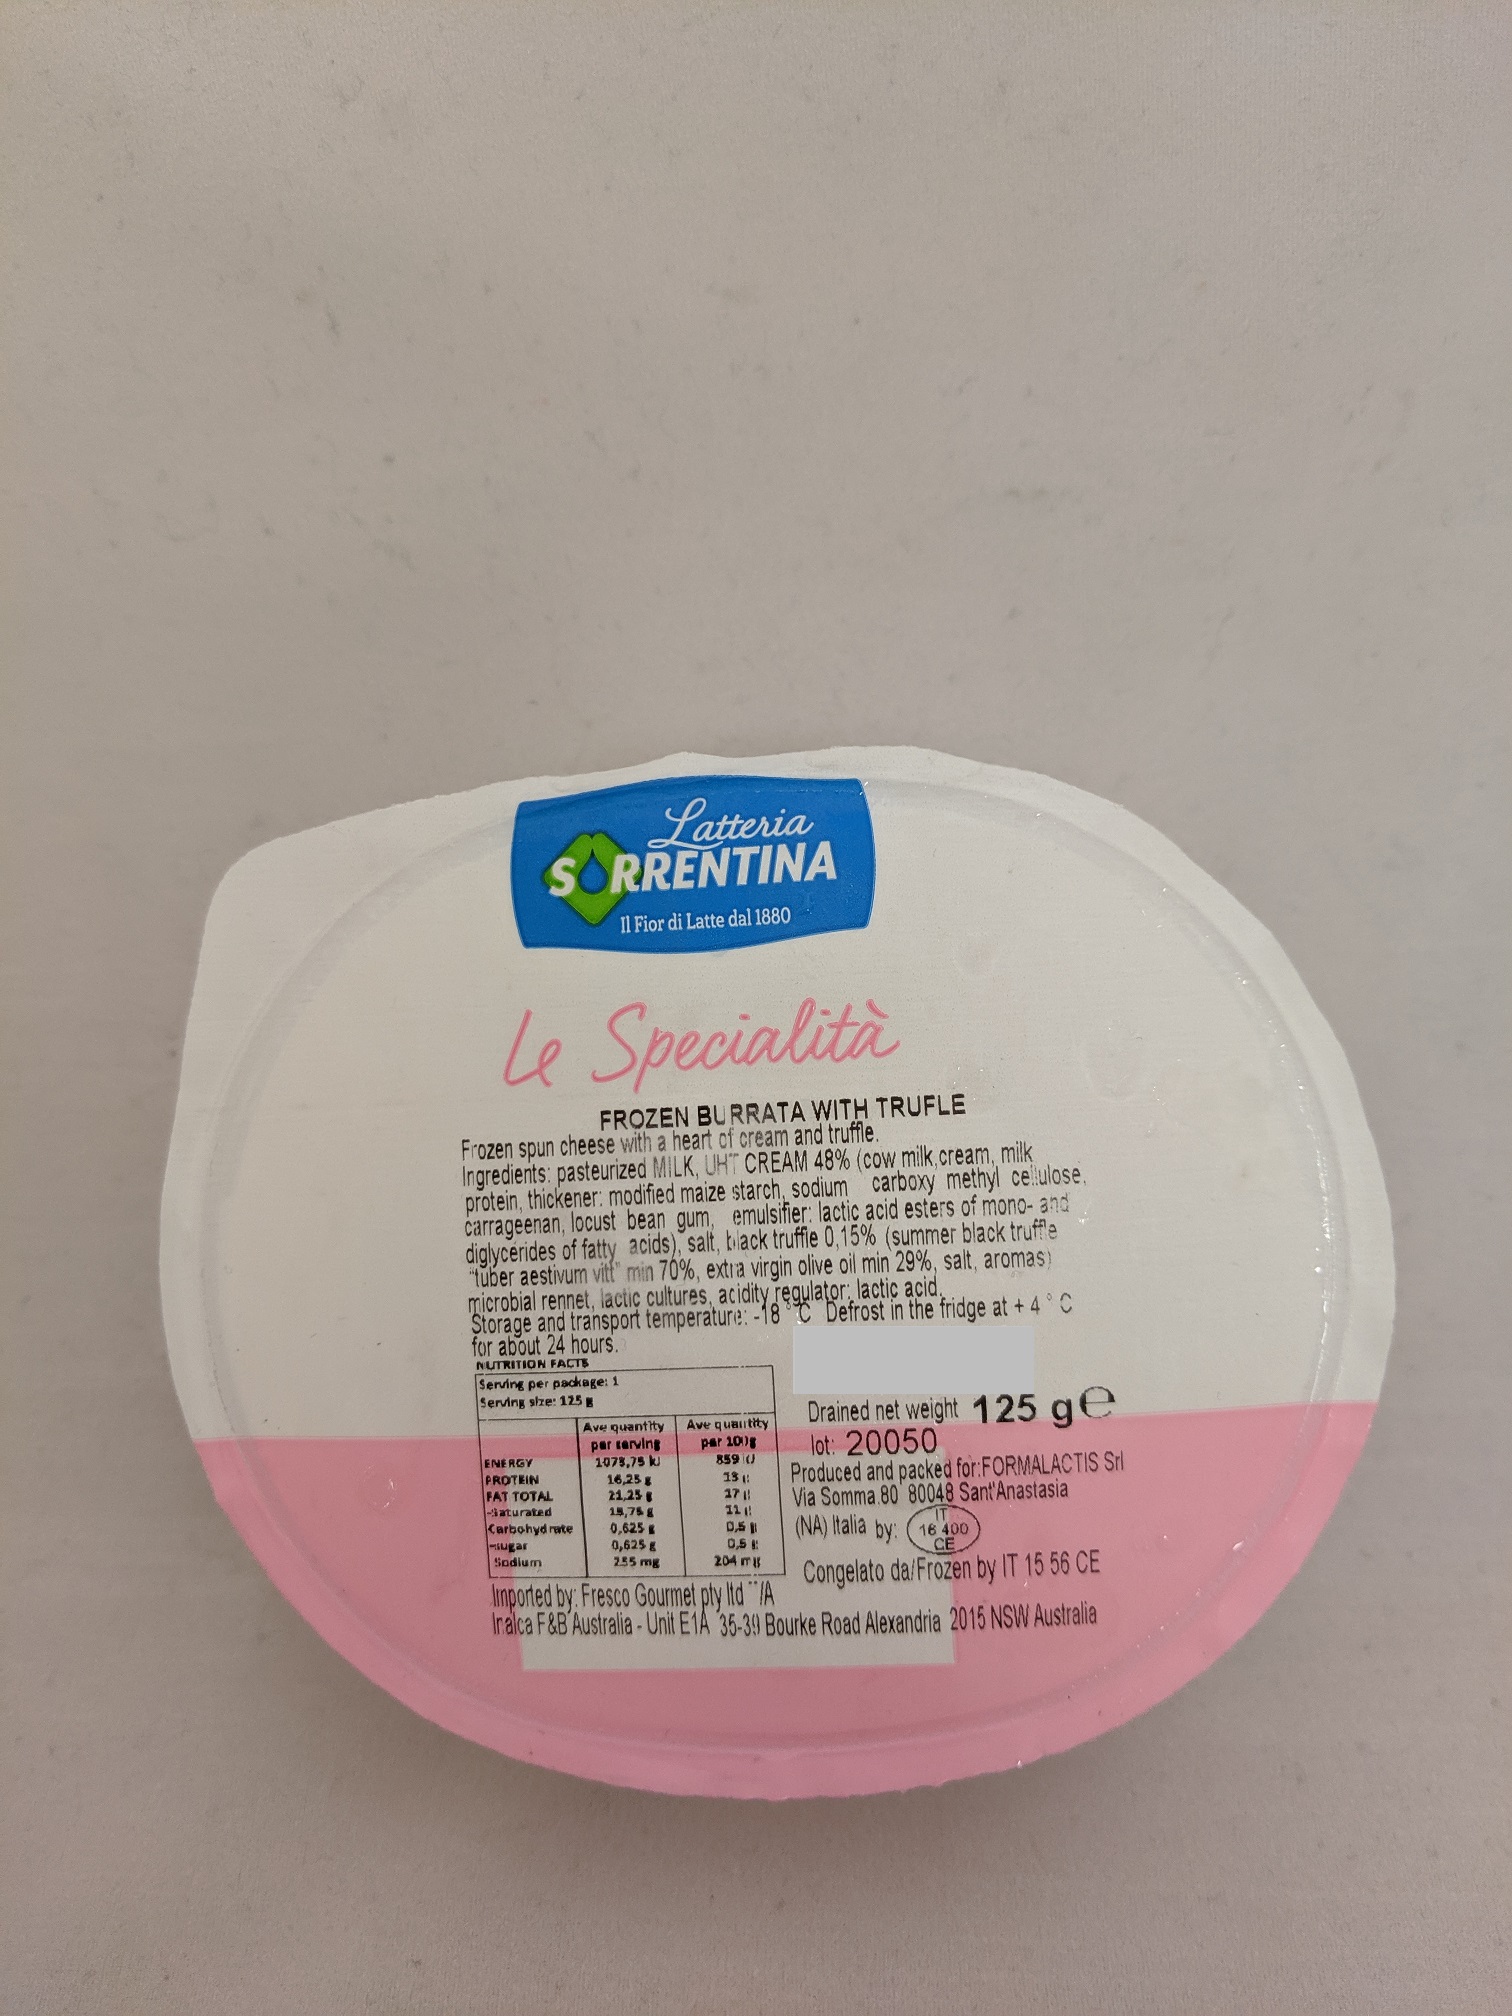 Latteria
SORRENTINA
Il Fior di Latte dal 1880
Le Specialità
FROZEN BURRATA WITH TRUFLE
Frozen spun cheese with a heart of cream and truffle.
Ingredients: pasteurized MILK, UHT CREAM 48% (cow milk,cream, milk
protein, thickener: modified maize starch, sodium carboxy methyl cellulose,
carrageenan, locust bean gum, emulsifier: lactic acid esters of mono- and
diglycerides of fatty acids), salt, black truffle 0,15% (summer black truffle
"tuber aestivum vitt" min 70%, extra virgin olive oil min 29%, salt, aromas)
microbial rennet, lactic cultures, acidity regulator: lactic acid.
Storage and transport temperature: -18 °C Defrost in the fridge at + 4 ° C
for about 24 hours.
NUTRITION FACTS
Serving per package: 1
Serving size: 125 g
Ave quantity per serving Ave quantity per 100g
ENERGY 1073,75 kJ 859 kJ
PROTEIN 16,25 g 13 g
FAT TOTAL 21,25 g 17 g
-Saturated 13,75 g 11 g
Carbohydrate 0,625 g 0,5 g
-sugar 0,625 g 0,5 g
Sodium 255 mg 204 mg
Drained net weight 125 g e
lot: 20050
Produced and packed for:FORMALACTIS Srl
Via Somma.80 80048 Sant'Anastasia
(NA) Italia by: IT 16 400 CE
Congelato da/Frozen by IT 15 56 CE
Imported by: Fresco Gourmet pty ltd
Inalca F&B Australia - Unit E1A 35-39 Bourke Road Alexandria 2015 NSW Australia